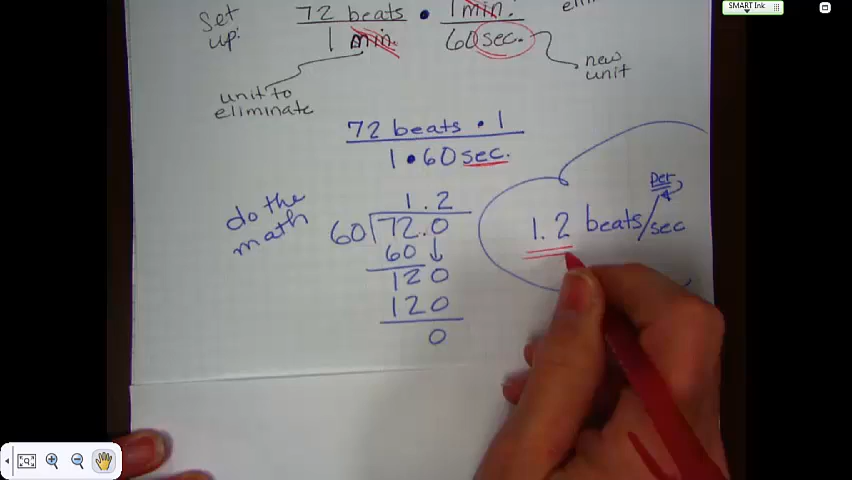 SMART Ink
Set up:
72 beats • 1 min.
1 min. 60 sec.
unit to eliminate
new unit
72 beats • 1
1 • 60 sec.
do the math
1.2
60 72.0
60
120
120
0
per
1.2 beats/sec